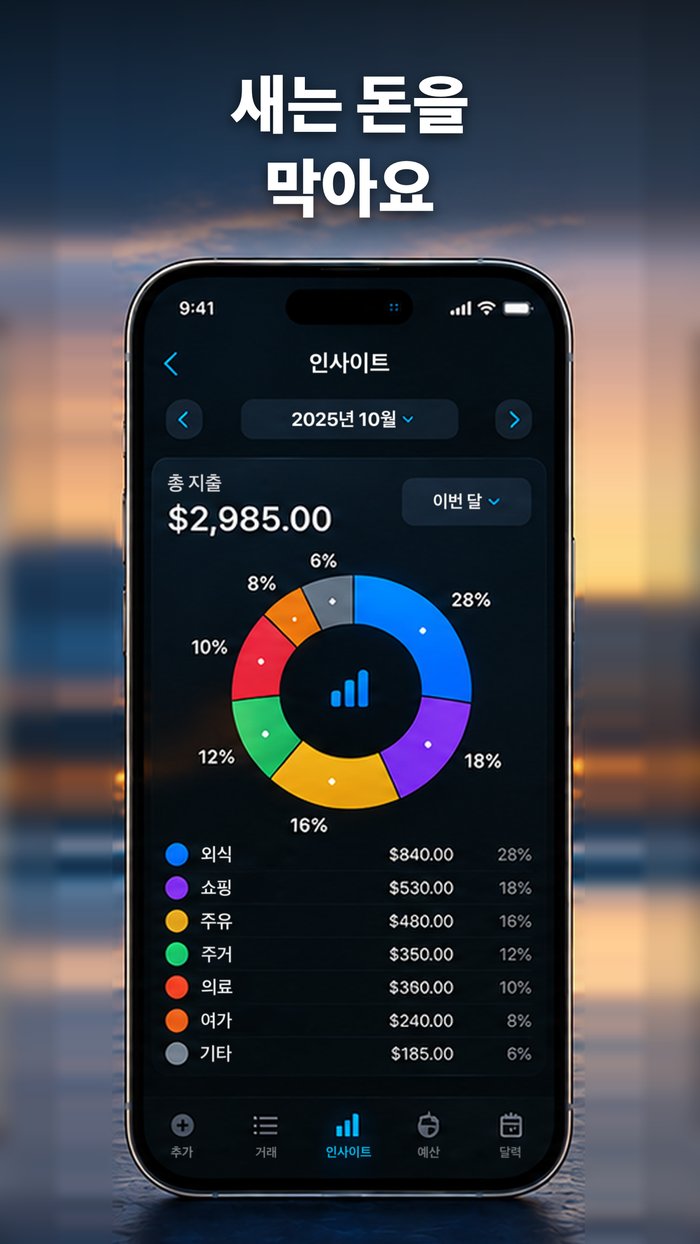 새는 돈을
막아요
9:41
인사이트
2025년 10월
총 지출
$2,985.00
이번 달
6%
8%
28%
10%
12%
18%
16%
외식 $840.00 28%
쇼핑 $530.00 18%
주유 $480.00 16%
주거 $350.00 12%
의료 $360.00 10%
여가 $240.00 8%
기타 $185.00 6%
추가 거래 인사이트 예산 달력